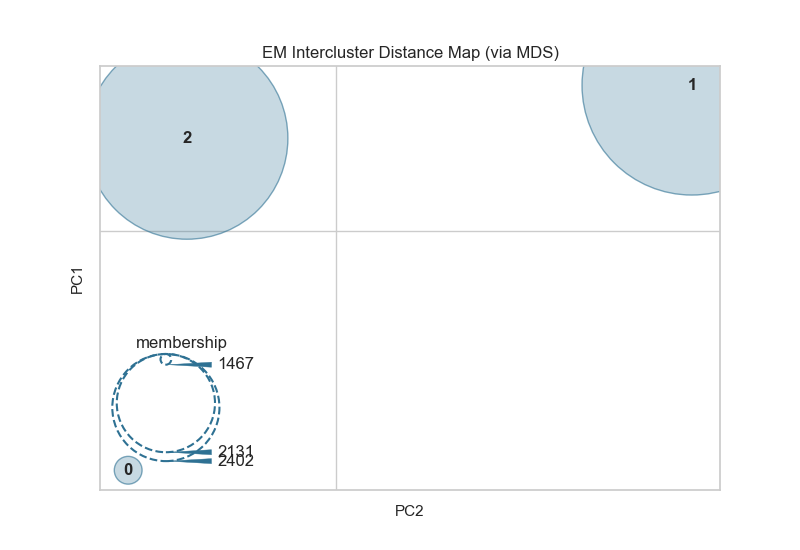 EM Intercluster Distance Map (via MDS)
1
2
PC1
membership
1467
2131
2402
0
PC2